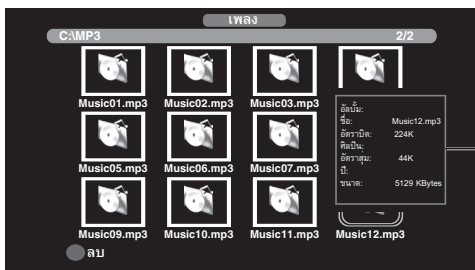 เพลง
C:\MP3 2/2
Music01.mp3 Music02.mp3 Music03.mp3
อัลบั้ม:
ชื่อ: Music12.mp3
อัตราบิต: 224K
ศิลปิน:
อัตราสุ่ม: 44K
ปี:
ขนาด: 5129 KBytes
Music05.mp3 Music06.mp3 Music07.mp3
Music09.mp3 Music10.mp3 Music11.mp3 Music12.mp3
ลบ